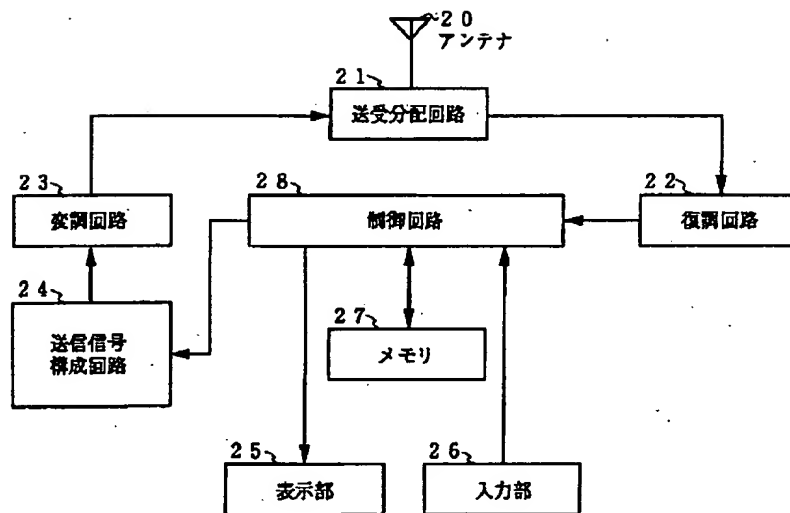 20
アンテナ
21
送受分配回路
23
変調回路
28
制御回路
22
復調回路
24
送信信号
構成回路
27
メモリ
25
表示部
26
入力部